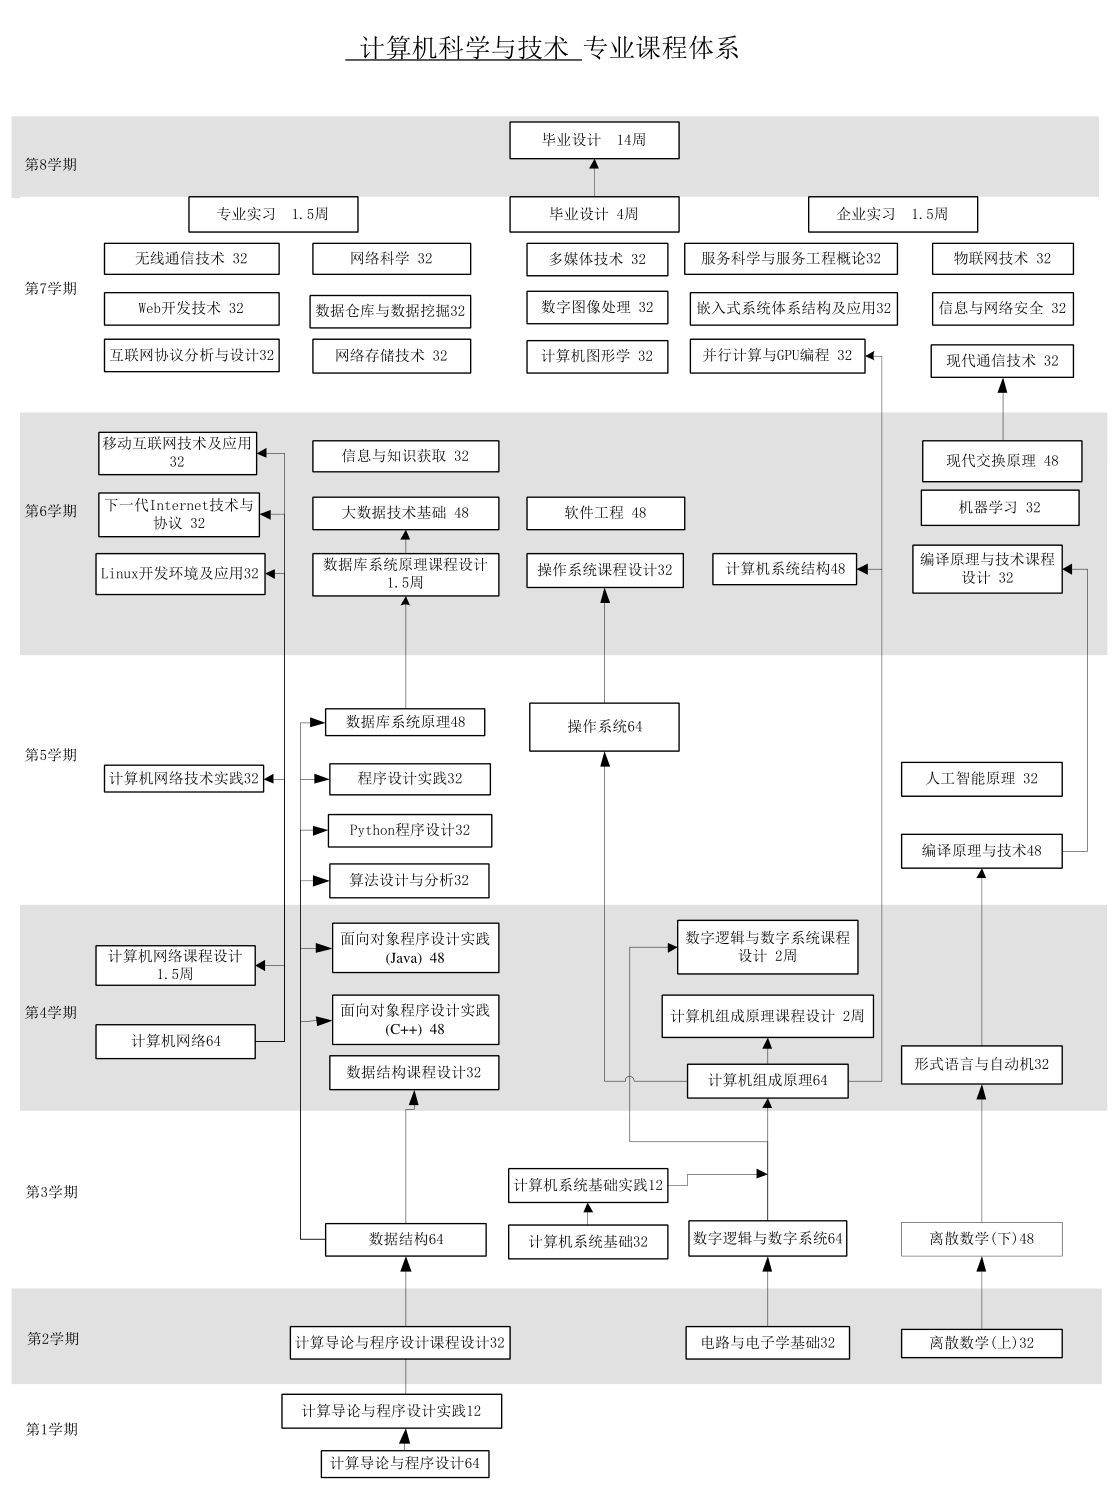 计算机科学与技术 专业课程体系
第8学期
毕业设计 14周
专业实习 1.5周
毕业设计 4周
企业实习 1.5周
第7学期
无线通信技术 32
网络科学 32
多媒体技术 32
服务科学与服务工程概论32
物联网技术 32
Web开发技术 32
数据仓库与数据挖掘32
数字图像处理 32
嵌入式系统体系结构及应用32
信息与网络安全 32
互联网协议分析与设计32
网络存储技术 32
计算机图形学 32
并行计算与GPU编程 32
现代通信技术 32
第6学期
移动互联网技术及应用
32
信息与知识获取 32
现代交换原理 48
下一代Internet技术与
协议 32
大数据技术基础 48
软件工程 48
机器学习 32
Linux开发环境及应用32
数据库系统原理课程设计
1.5周
操作系统课程设计32
计算机系统结构48
编译原理与技术课程
设计 32
第5学期
数据库系统原理48
操作系统64
计算机网络技术实践32
程序设计实践32
人工智能原理 32
Python程序设计32
编译原理与技术48
算法设计与分析32
第4学期
计算机网络课程设计
1.5周
面向对象程序设计实践
(Java) 48
数字逻辑与数字系统课程
设计 2周
计算机网络64
面向对象程序设计实践
(C++) 48
计算机组成原理课程设计 2周
数据结构课程设计32
计算机组成原理64
形式语言与自动机32
第3学期
计算机系统基础实践12
数据结构64
计算机系统基础32
数字逻辑与数字系统64
离散数学(下)48
第2学期
计算导论与程序设计课程设计32
电路与电子学基础32
离散数学(上)32
第1学期
计算导论与程序设计实践12
计算导论与程序设计64